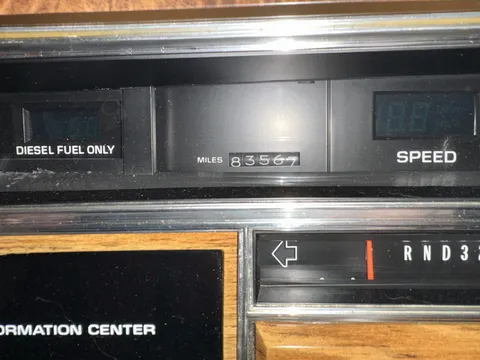 DIESEL FUEL ONLY
MILES 83567
SPEED
RND3
ORMATION CENTER